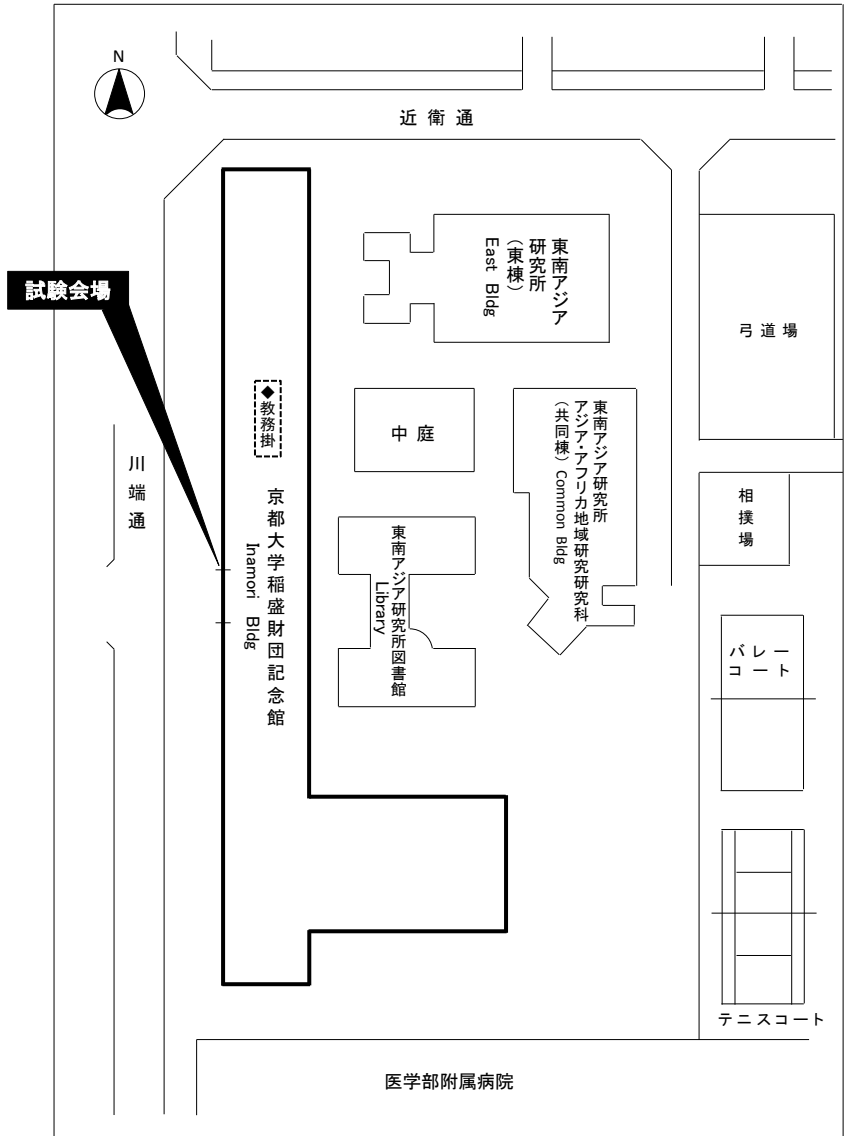 N
近衛通
東南アジア
研究所
（東棟）
East Bldg
試験会場
弓道場
◆教務掛
中庭
東南アジア研究所
アジア・アフリカ地域研究研究科
（共同棟）Common Bldg
川端通
相撲場
京都大学稲盛財団記念館
Inamori Bldg
東南アジア研究所図書館
Library
バレー
コート
テニスコート
医学部附属病院